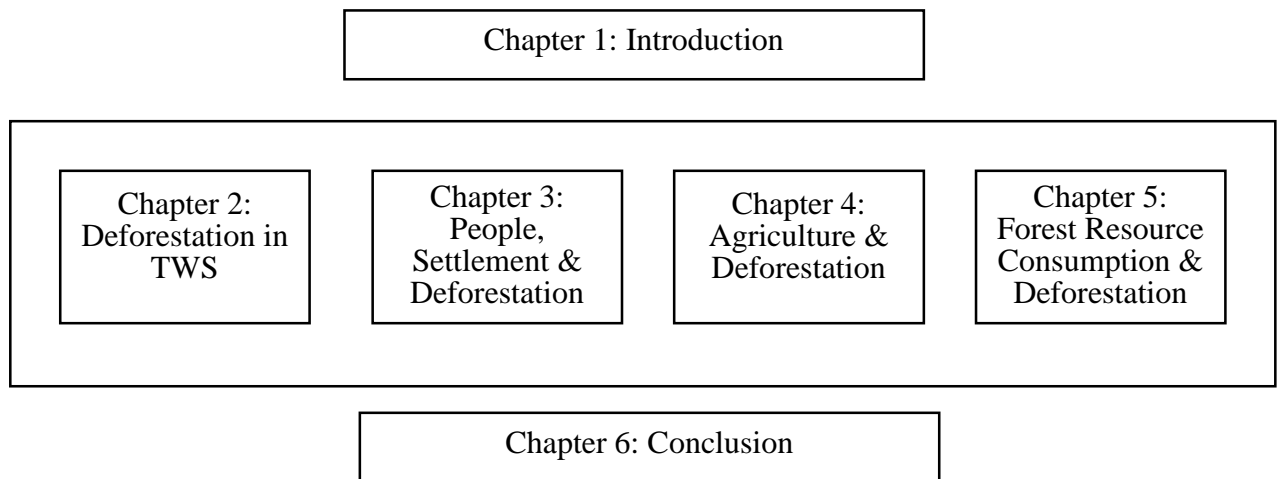 Chapter 1: Introduction
Chapter 2:
Deforestation in
TWS
Chapter 3:
People,
Settlement &
Deforestation
Chapter 4:
Agriculture &
Deforestation
Chapter 5:
Forest Resource
Consumption &
Deforestation
Chapter 6: Conclusion